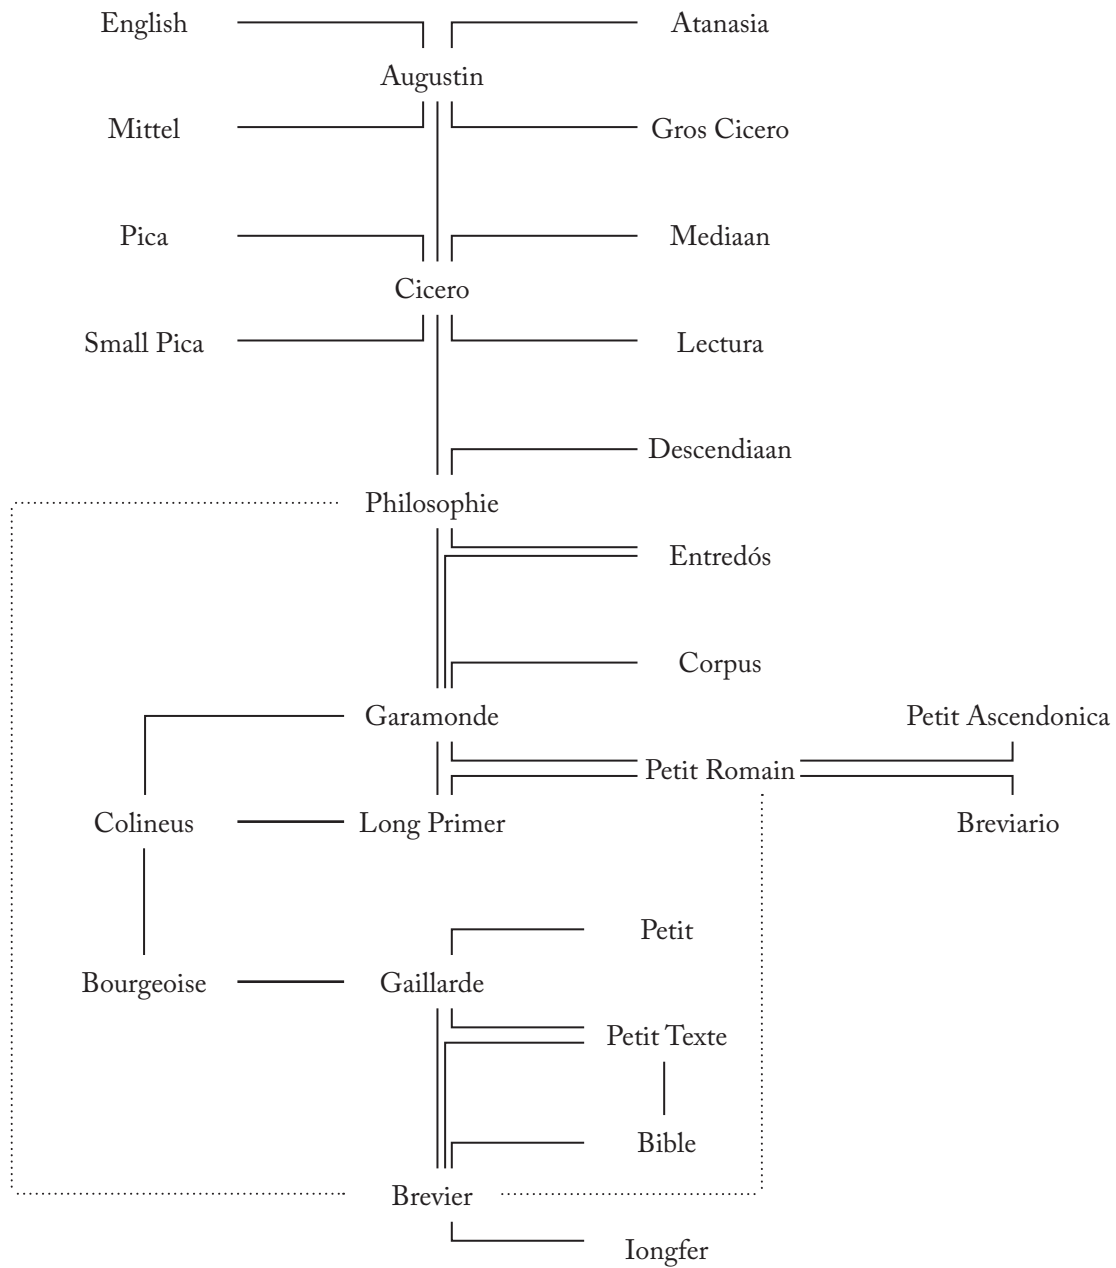 English
Atanasia
Augustin
Mittel
Gros Cicero
Pica
Mediaan
Cicero
Small Pica
Lectura
Descendiaan
Philosophie
Entredós
Corpus
Garamonde
Petit Ascendonica
Petit Romain
Colineus
Long Primer
Breviario
Petit
Bourgeoise
Gaillarde
Petit Texte
Bible
Brevier
Iongfer